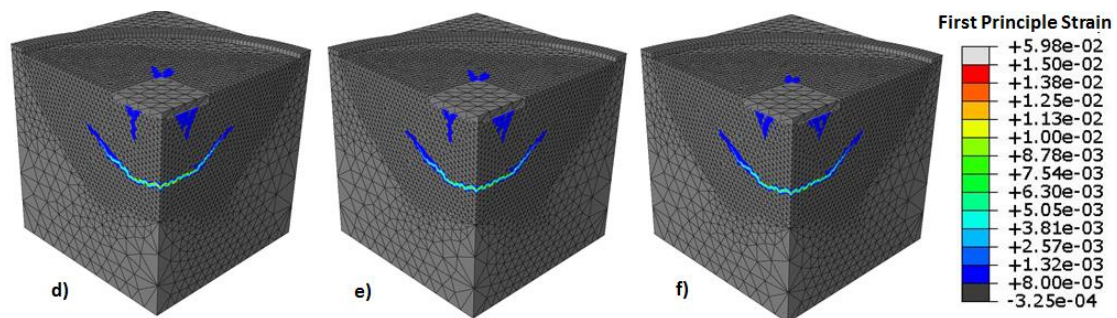 First Principle Strain
+5.98e-02
+1.50e-02
+1.38e-02
+1.25e-02
+1.13e-02
+1.00e-02
+8.78e-03
+7.54e-03
+6.30e-03
+5.05e-03
+3.81e-03
+2.57e-03
+1.32e-03
+8.00e-05
-3.25e-04
d)
e)
f)